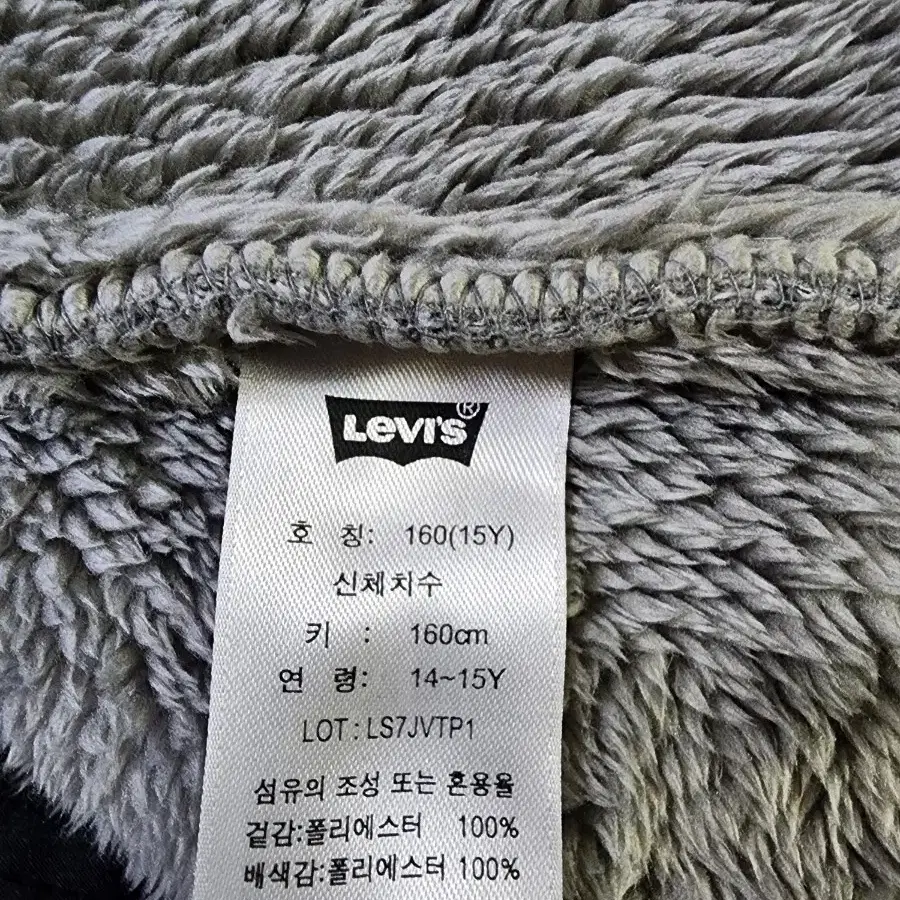 Levi's®
호 칭: 160(15Y)
신체치수
키 : 160cm
연 령: 14~15Y
LOT : LS7JVTP1
섬유의 조성 또는 혼용율
겉감:폴리에스터 100%
배색감:폴리에스터 100%